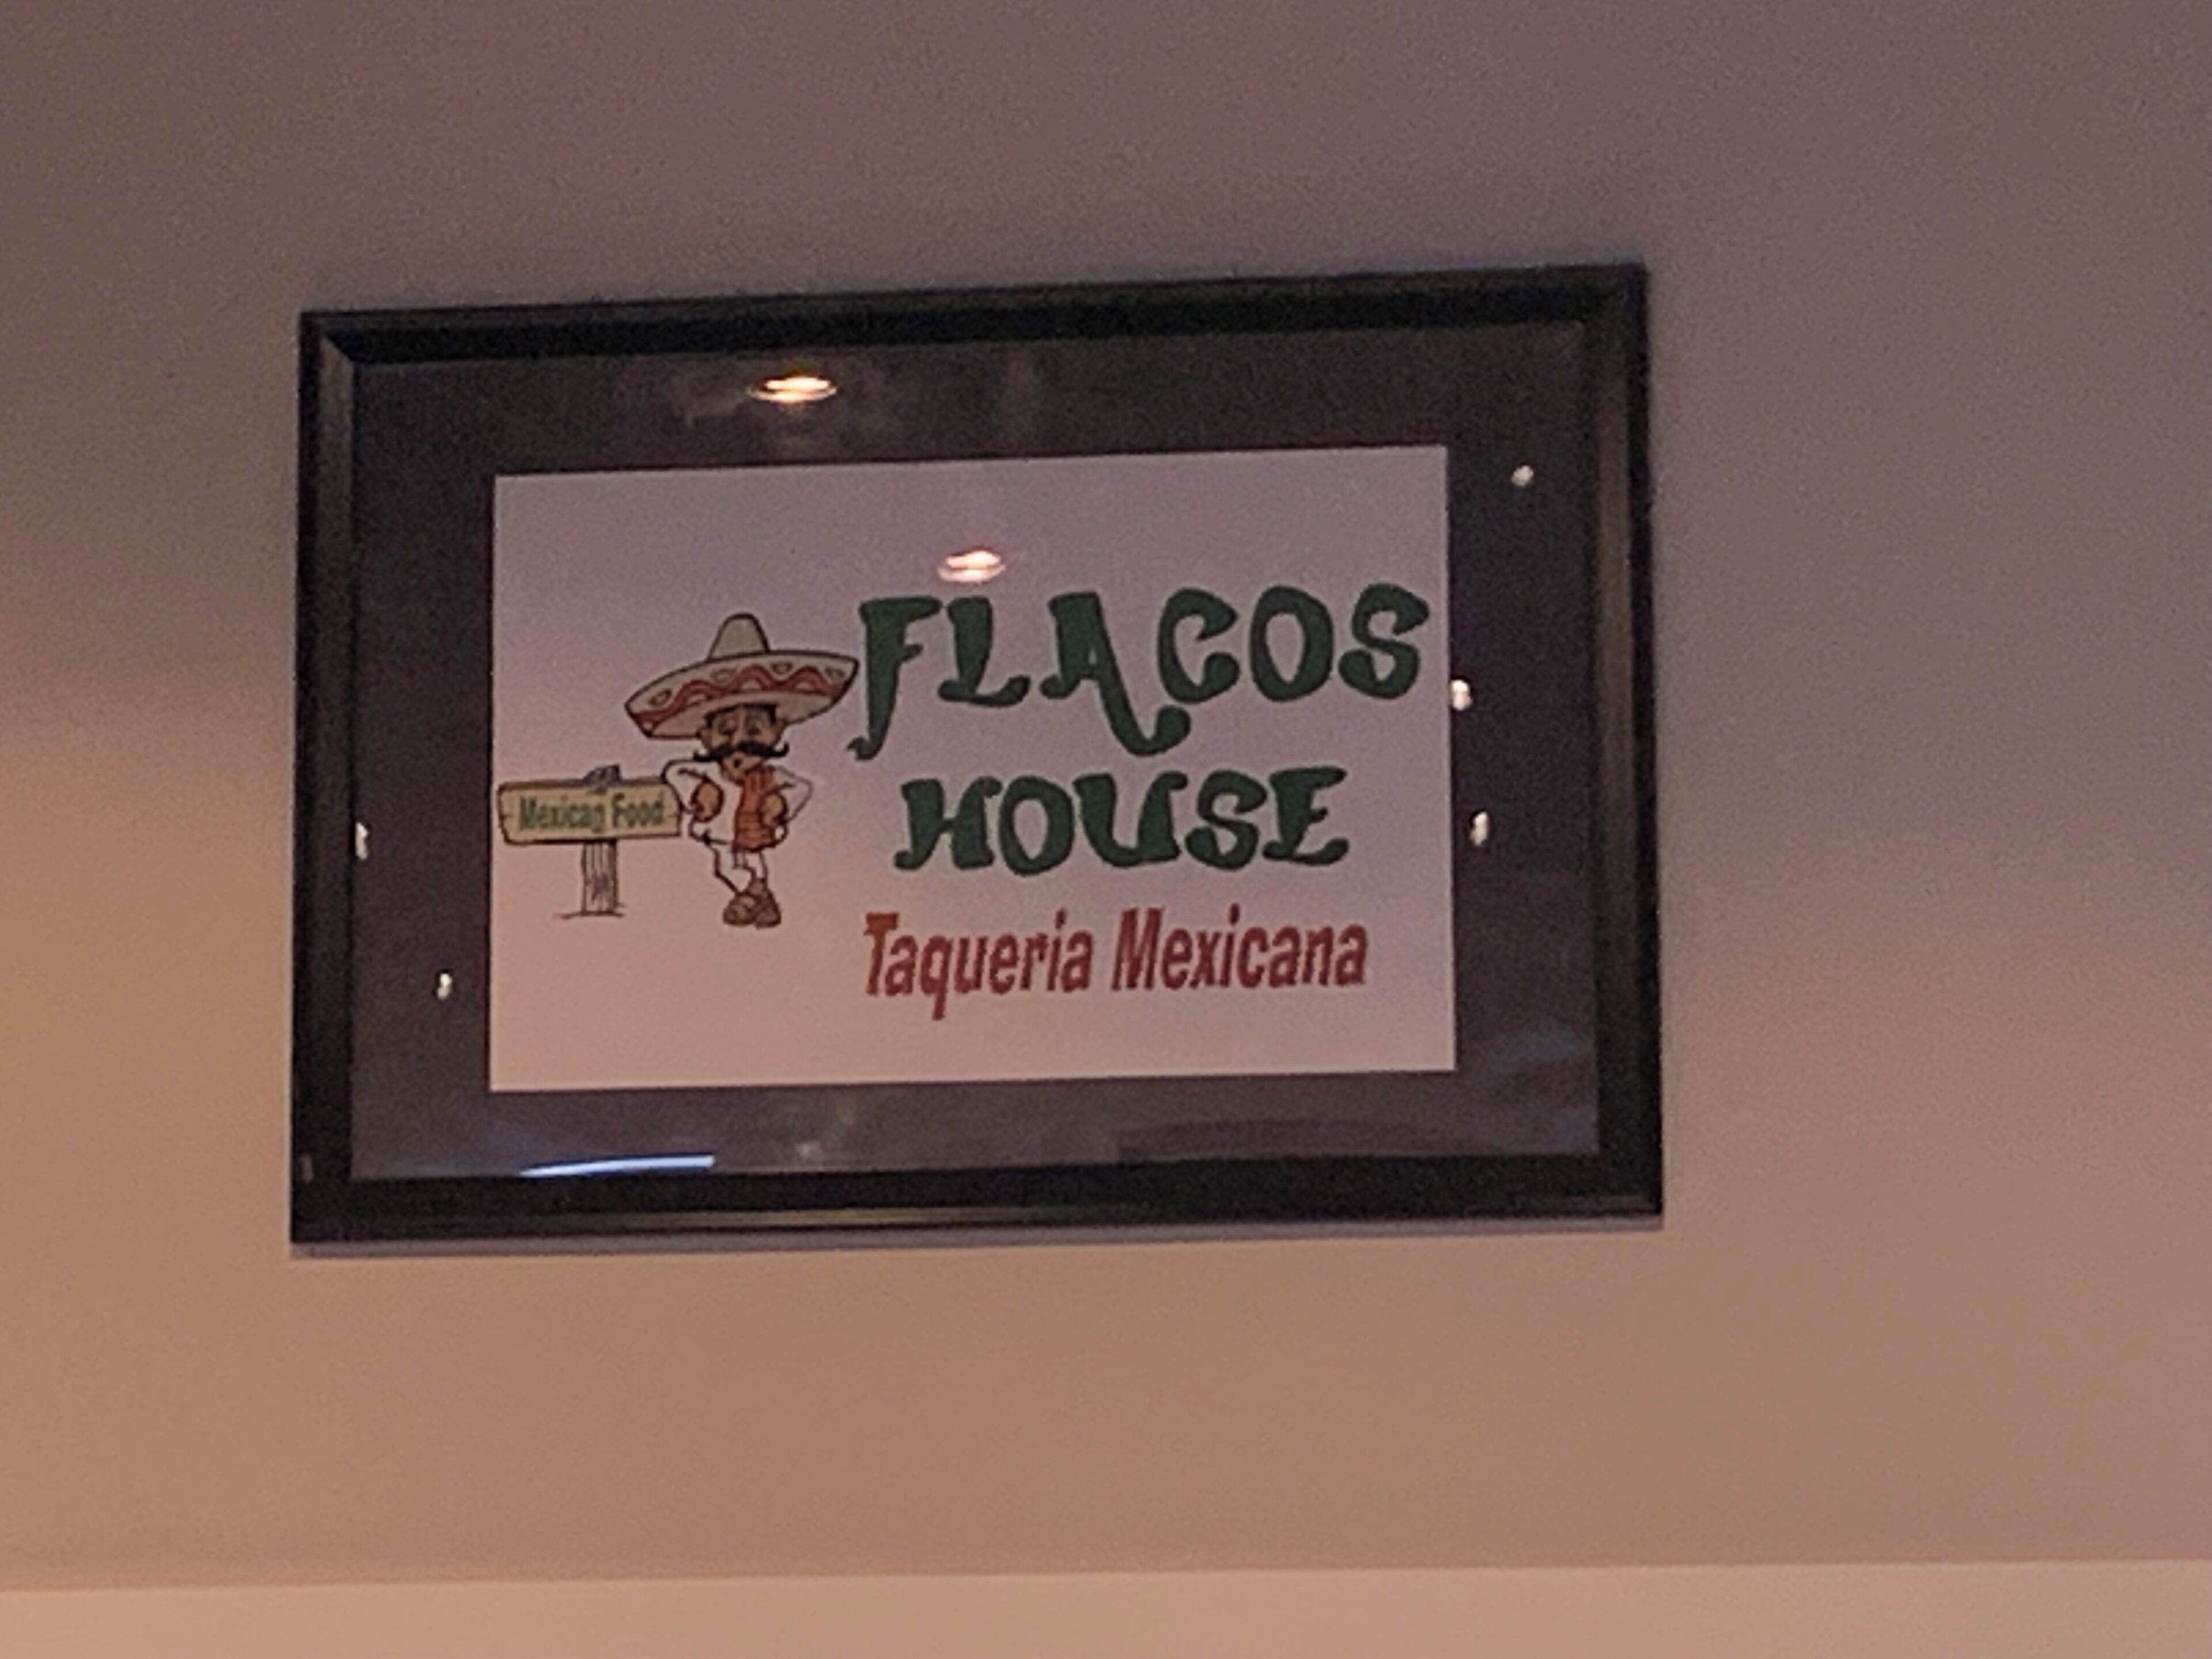 FLACOS
HOUSE
Mexican Food
Taqueria Mexicana